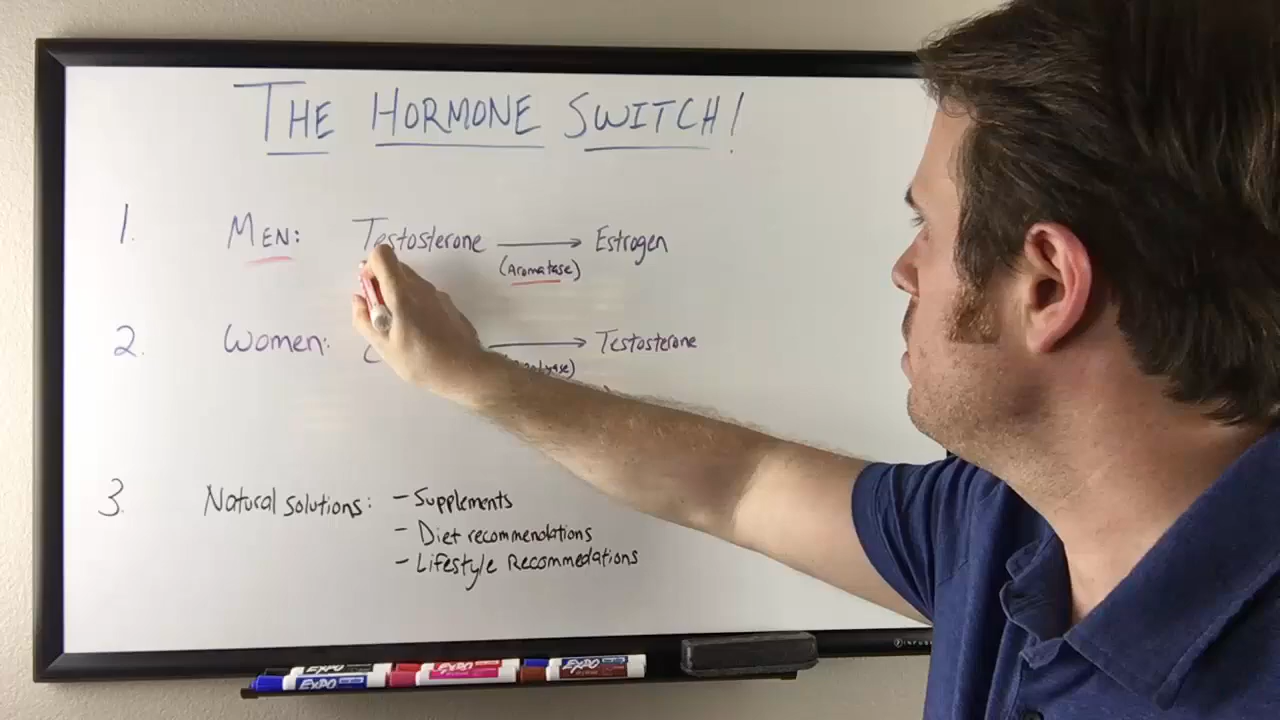 THE HORMONE SWITCH!
1. MEN: Testosterone → Estrogen
(Aromatase)
2. Women: → Testosterone
3. Natural solutions: - Supplements
- Diet recommendations
- Lifestyle Recommedations
EXPO EXPO EXPO
EXPO